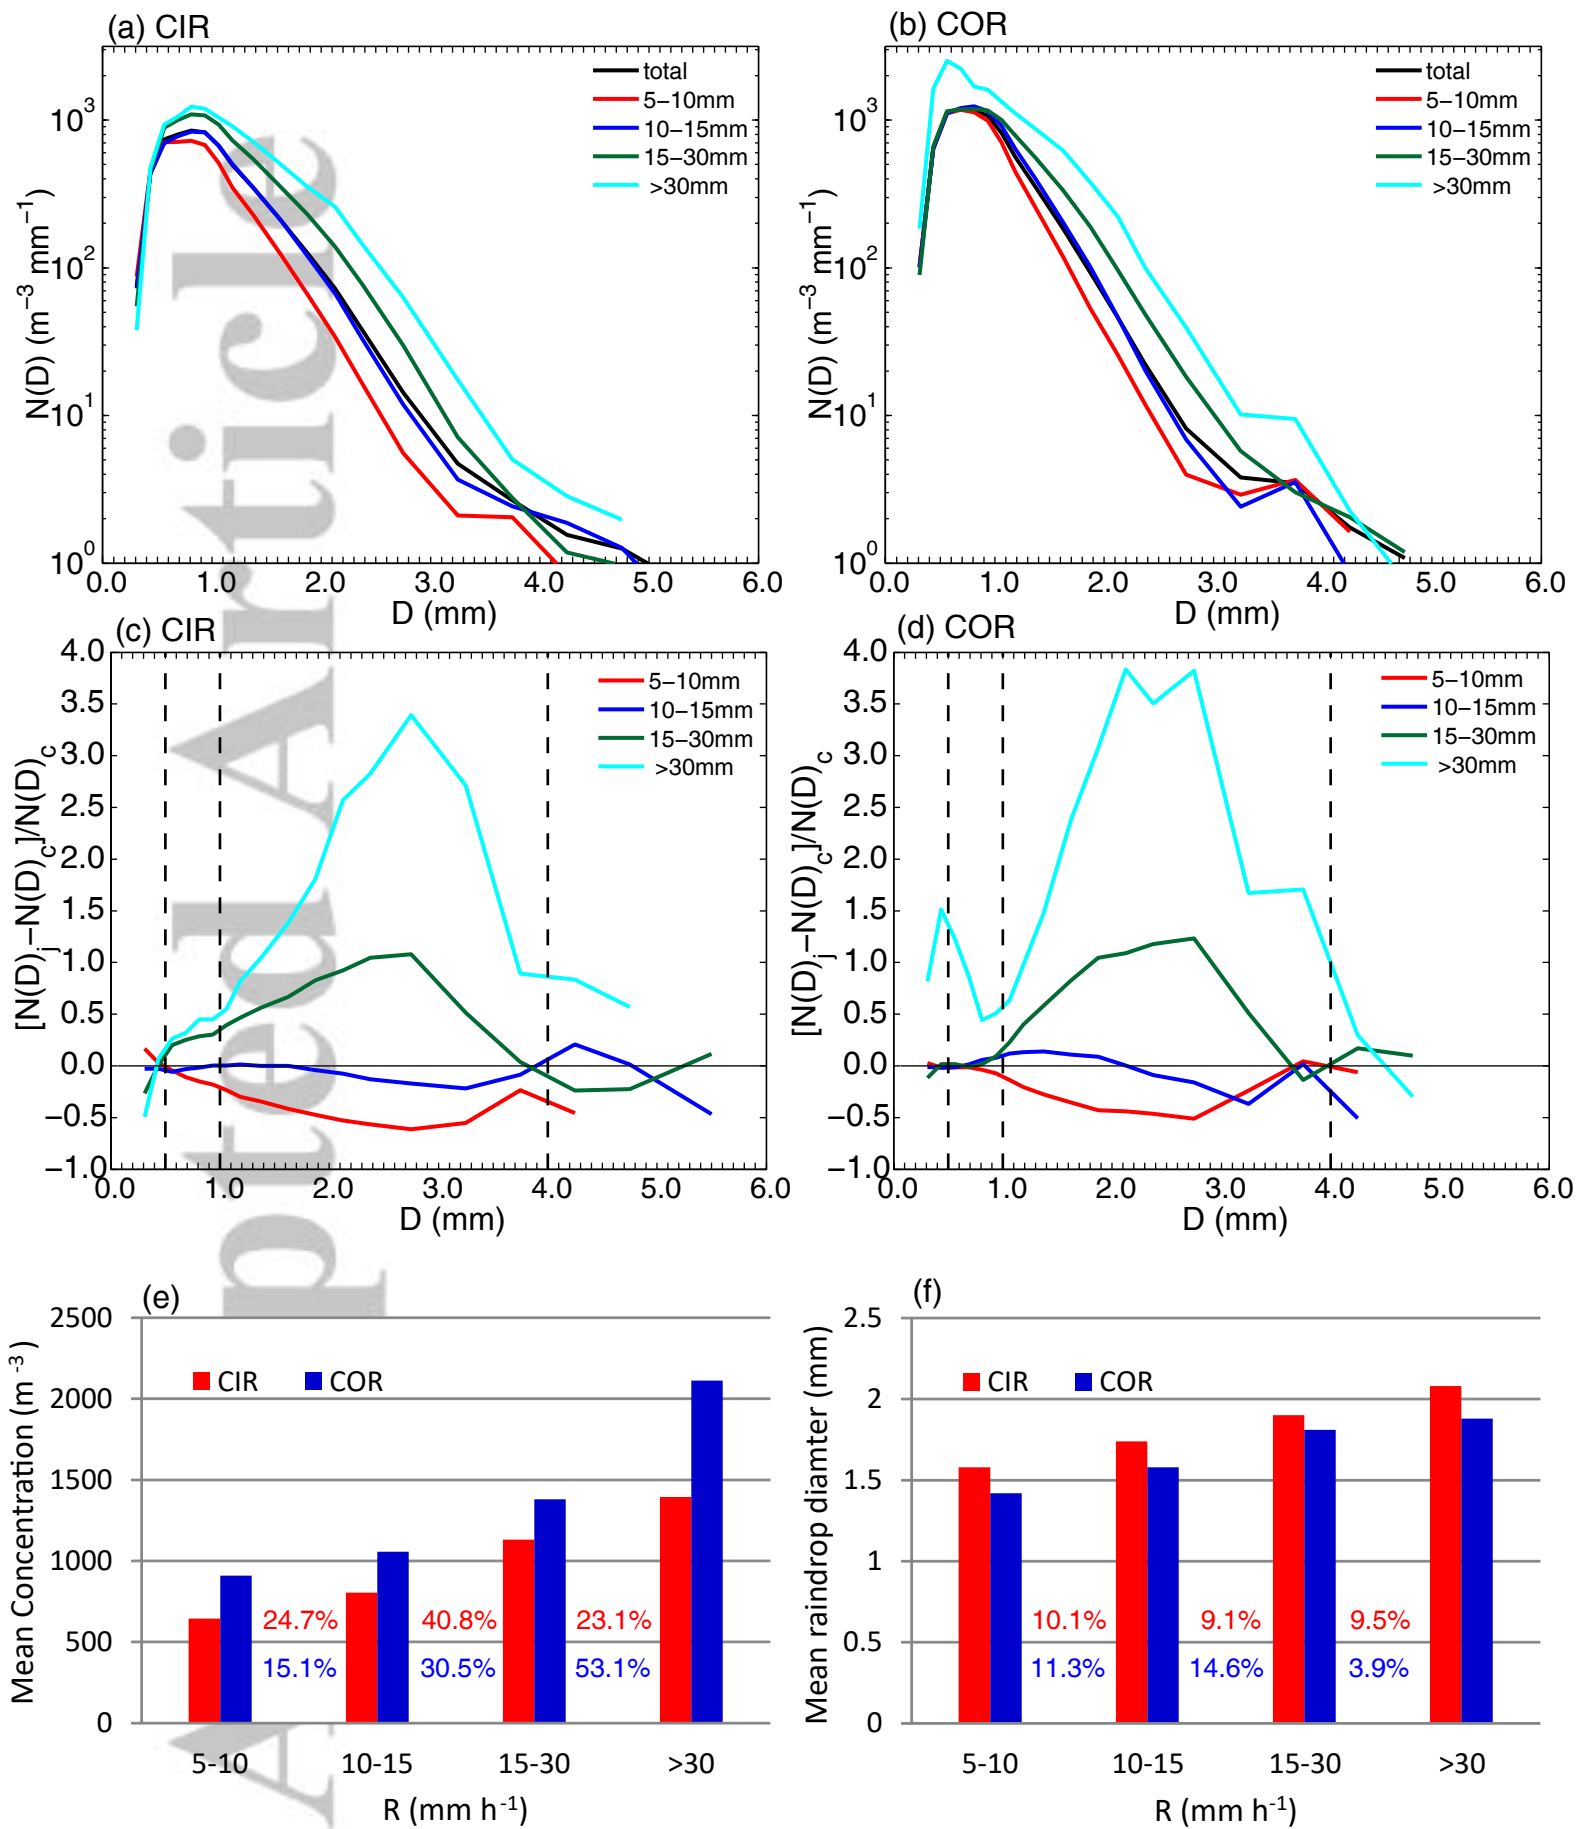 (a) CIR
total
5−10mm
10−15mm
15−30mm
>30mm
10³
10²
10¹
10⁰
N(D) (m⁻³ mm⁻¹)
0.0 1.0 2.0 3.0 4.0 5.0 6.0
D (mm)
(b) COR
total
5−10mm
10−15mm
15−30mm
>30mm
10³
10²
10¹
10⁰
N(D) (m⁻³ mm⁻¹)
0.0 1.0 2.0 3.0 4.0 5.0 6.0
D (mm)
(c) CIR
5−10mm
10−15mm
15−30mm
>30mm
4.0
3.5
3.0
2.5
2.0
1.5
1.0
0.5
0.0
−0.5
−1.0
[N(D)j−N(D)c]/N(D)c
0.0 1.0 2.0 3.0 4.0 5.0 6.0
D (mm)
(d) COR
5−10mm
10−15mm
15−30mm
>30mm
4.0
3.5
3.0
2.5
2.0
1.5
1.0
0.5
0.0
−0.5
−1.0
[N(D)j−N(D)c]/N(D)c
0.0 1.0 2.0 3.0 4.0 5.0 6.0
D (mm)
(e)
2500
2000
1500
1000
500
0
Mean Concentration (m⁻³)
CIR COR
24.7% 40.8% 23.1%
15.1% 30.5% 53.1%
5-10 10-15 15-30 >30
R (mm h⁻¹)
(f)
2.5
2
1.5
1
0.5
0
Mean raindrop diamter (mm)
CIR COR
10.1% 9.1% 9.5%
11.3% 14.6% 3.9%
5-10 10-15 15-30 >30
R (mm h⁻¹)
Accepted Article